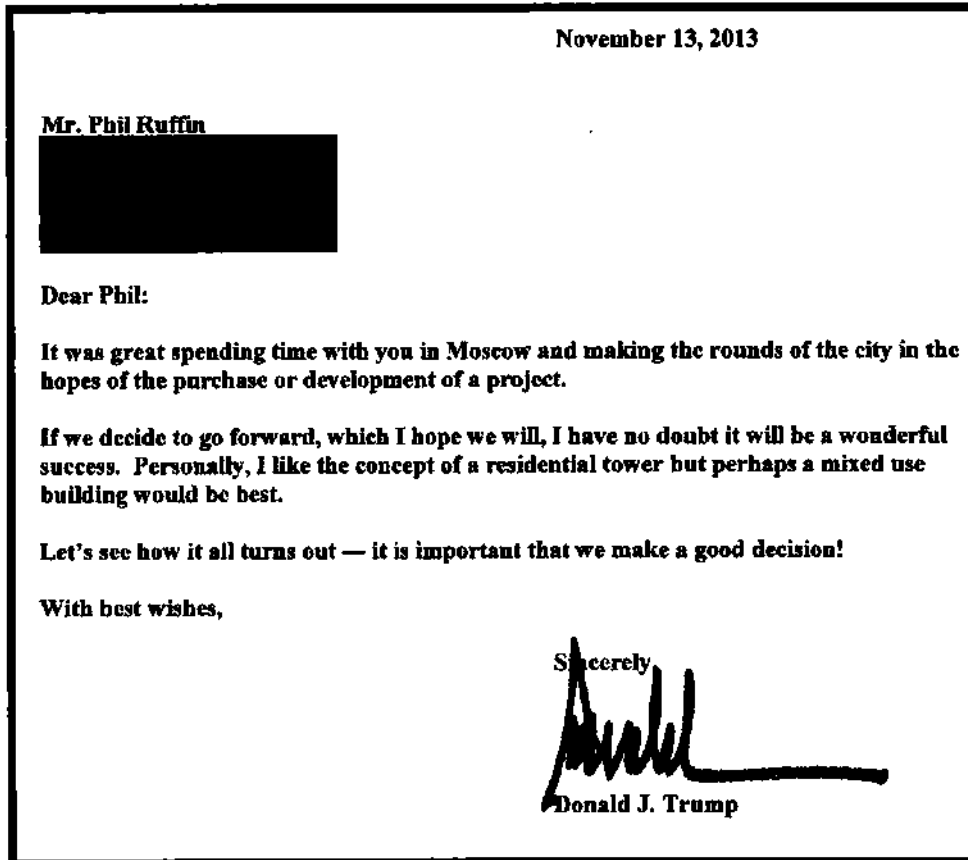 November 13, 2013
Mr. Phil Ruffin
Dear Phil:
It was great spending time with you in Moscow and making the rounds of the city in the
hopes of the purchase or development of a project.
If we decide to go forward, which I hope we will, I have no doubt it will be a wonderful
success. Personally, I like the concept of a residential tower but perhaps a mixed use
building would be best.
Let's see how it all turns out — it is important that we make a good decision!
With best wishes,
Sincerely,
Donald
Donald J. Trump